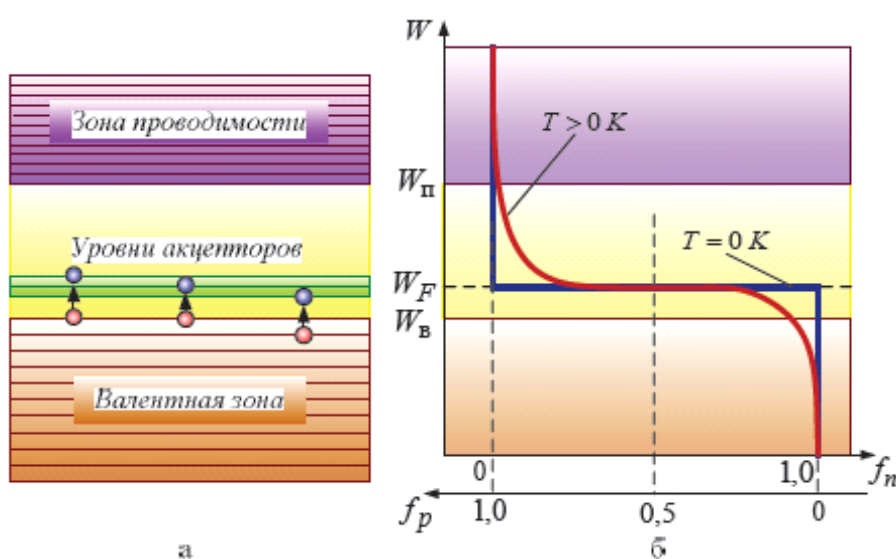 Зона проводимости
Уровни акцепторов
Валентная зона
а
W
T > 0 K
Wп
T = 0 K
WF
Wв
0
1,0
fn
fp
1,0
0,5
0
б